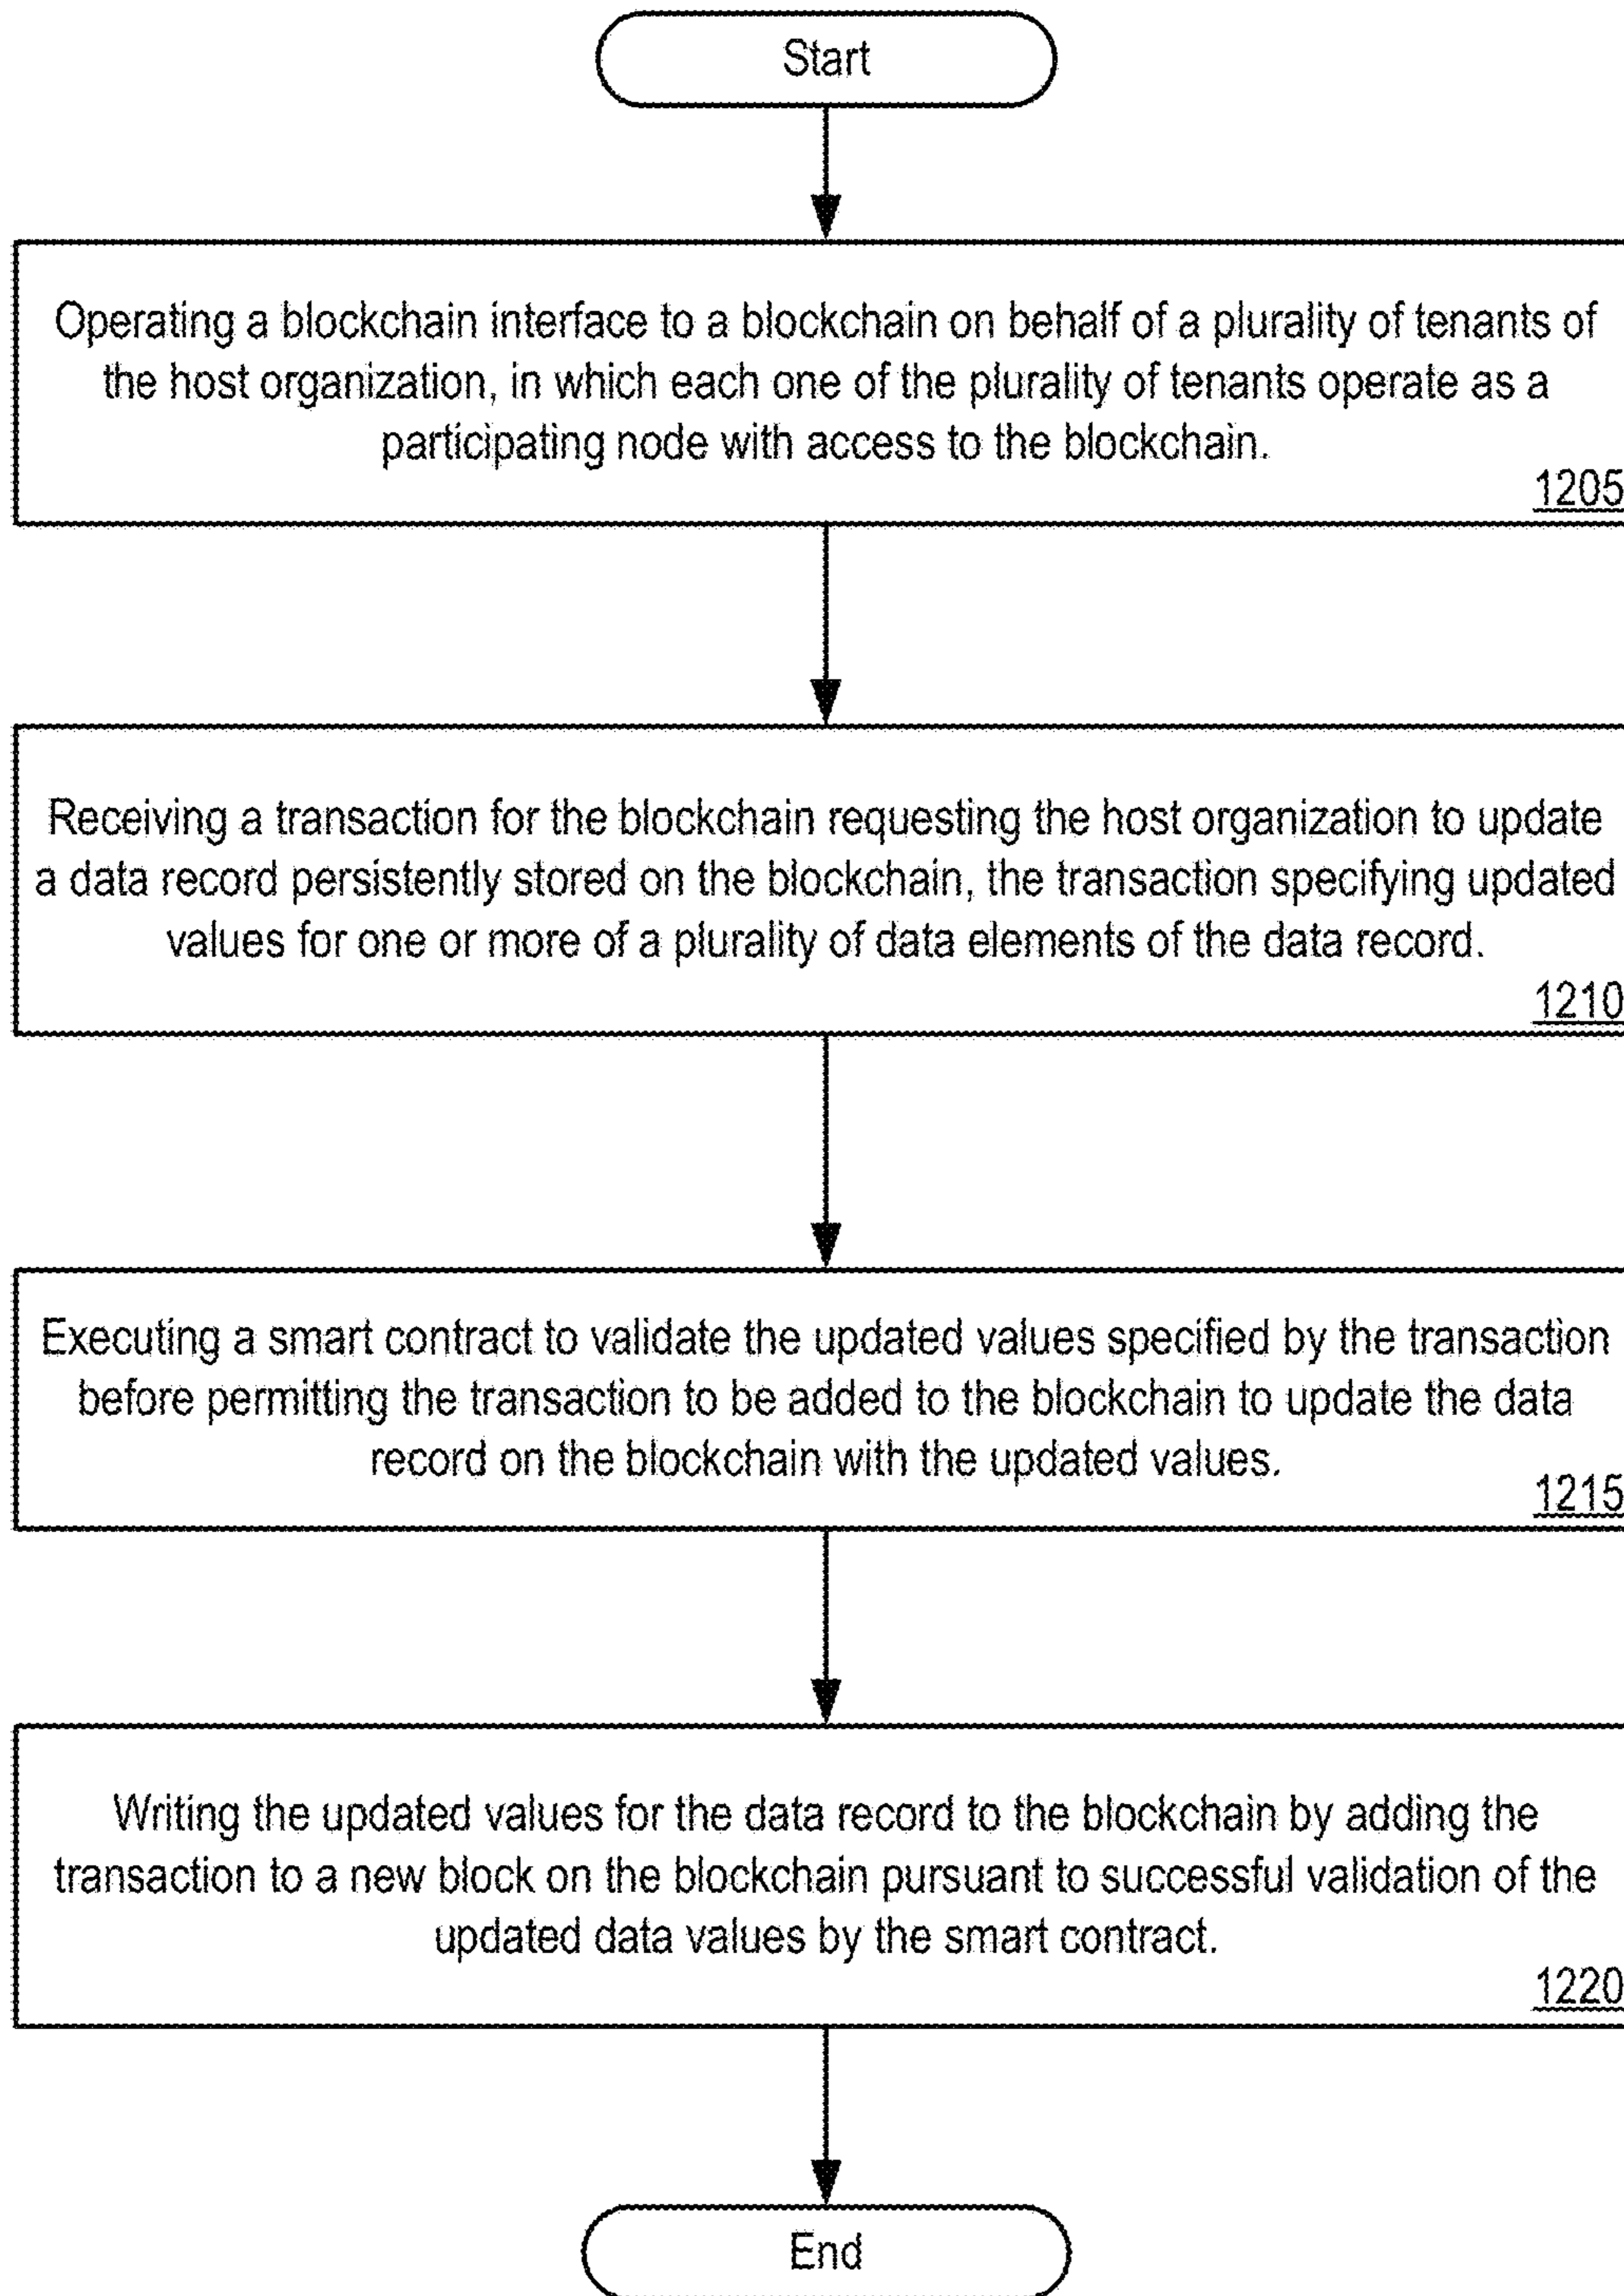 Start
Operating a blockchain interface to a blockchain on behalf of a plurality of tenants of
the host organization, in which each one of the plurality of tenants operate as a
participating node with access to the blockchain.
1205
Receiving a transaction for the blockchain requesting the host organization to update
a data record persistently stored on the blockchain, the transaction specifying updated
values for one or more of a plurality of data elements of the data record.
1210
Executing a smart contract to validate the updated values specified by the transaction
before permitting the transaction to be added to the blockchain to update the data
record on the blockchain with the updated values.
1215
Writing the updated values for the data record to the blockchain by adding the
transaction to a new block on the blockchain pursuant to successful validation of the
updated data values by the smart contract.
1220
End